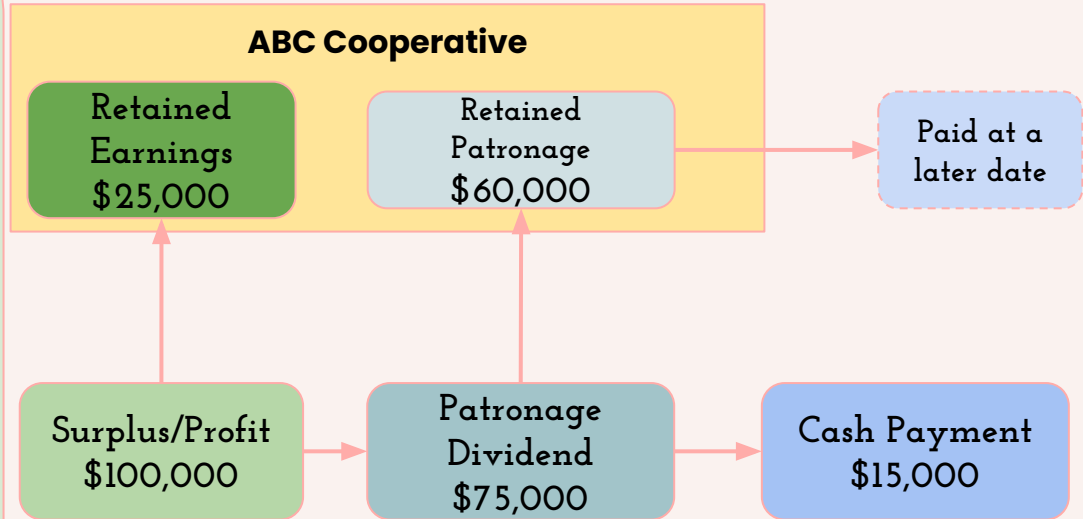 ABC Cooperative
Retained
Earnings
$25,000
Retained
Patronage
$60,000
Paid at a
later date
Surplus/Profit
$100,000
Patronage
Dividend
$75,000
Cash Payment
$15,000